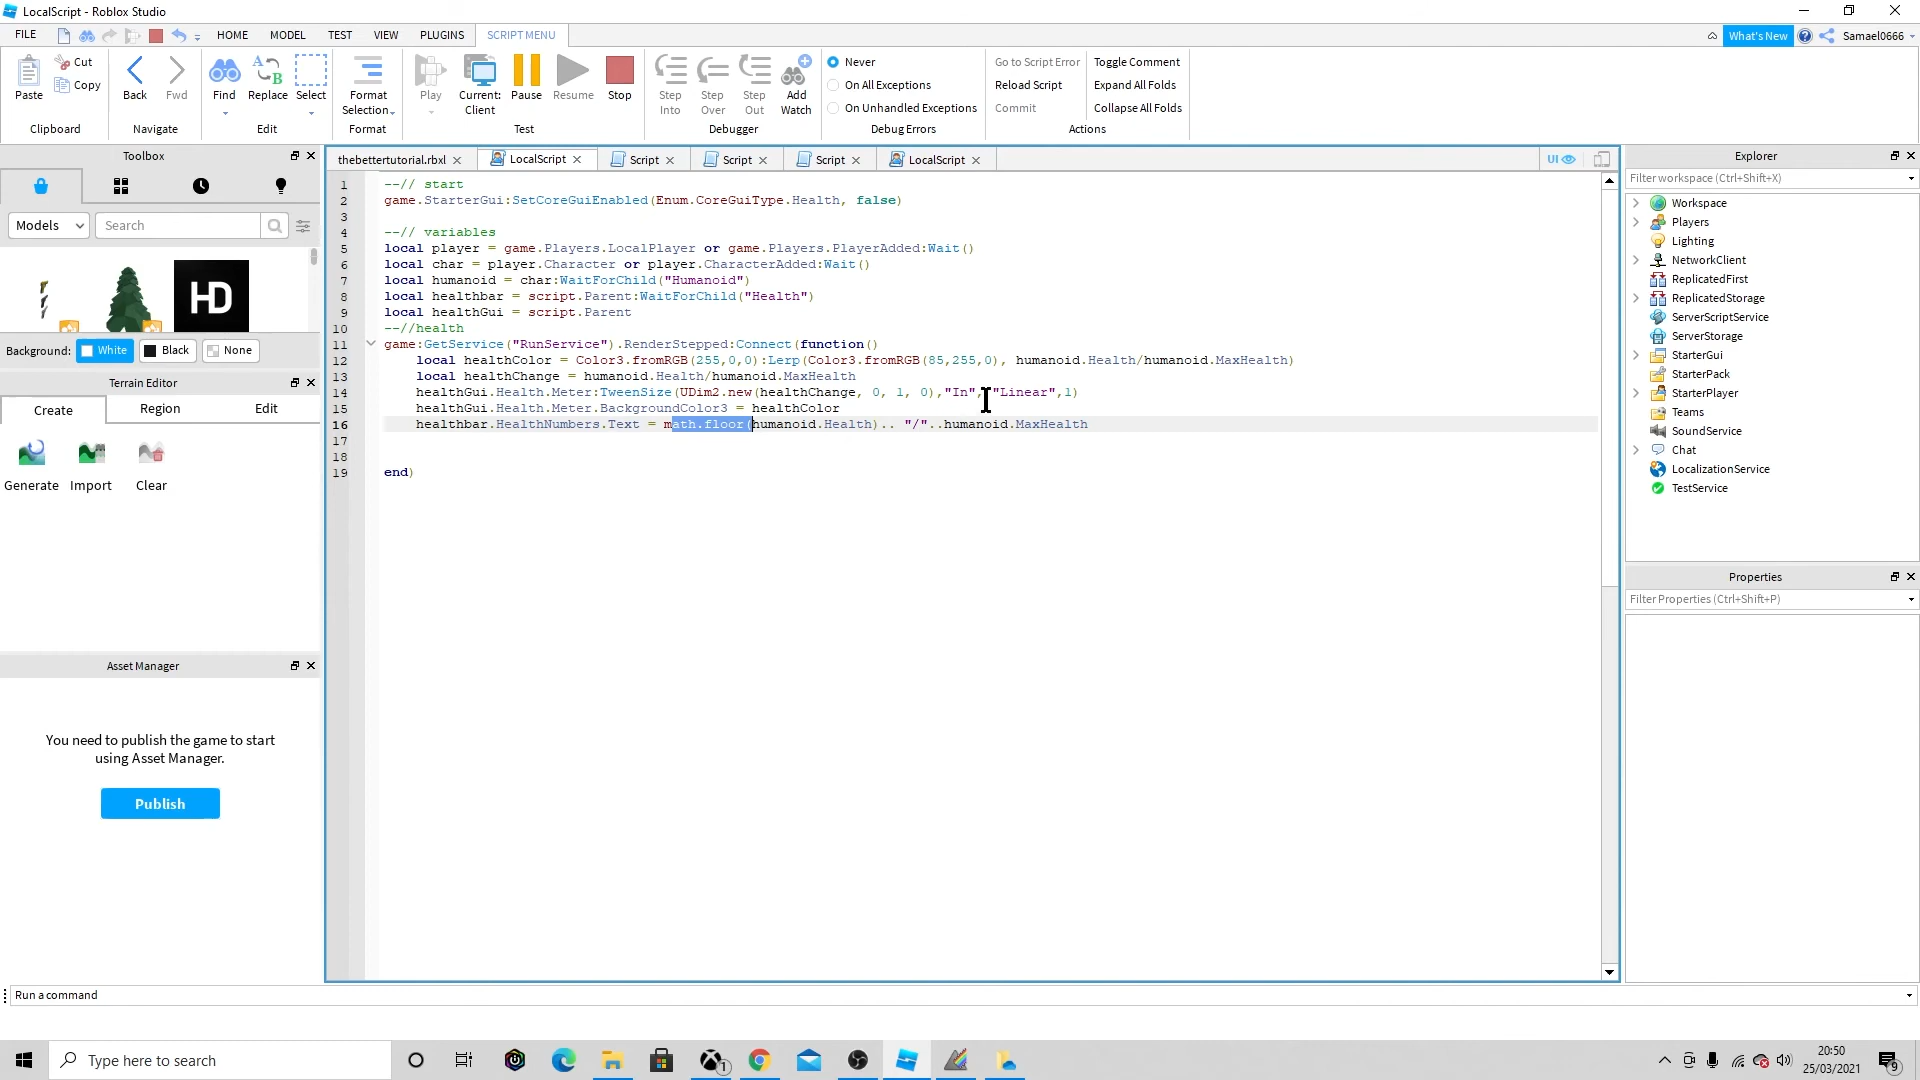 LocalScript - Roblox Studio
FILE HOME MODEL TEST VIEW PLUGINS SCRIPT MENU What's New Samael0666
Paste Cut Copy Clipboard
Back Fwd Navigate
Find Replace Select Edit
Format Selection Format
Play Current: Client Pause Resume Stop Test
Step Into Step Over Step Out Add Watch Debugger
Never
On All Exceptions
On Unhandled Exceptions
Debug Errors
Go to Script Error Toggle Comment
Reload Script Expand All Folds
Commit Collapse All Folds
Actions
Toolbox
Models Search
HD
Background: White Black None
Terrain Editor
Create Region Edit
Generate Import Clear
Asset Manager
You need to publish the game to start
using Asset Manager.
Publish
thebettertutorial.rbxl LocalScript Script Script Script LocalScript UI
1 --// start
2 game.StarterGui:SetCoreGuiEnabled(Enum.CoreGuiType.Health, false)
3
4 --// variables
5 local player = game.Players.LocalPlayer or game.Players.PlayerAdded:Wait()
6 local char = player.Character or player.CharacterAdded:Wait()
7 local humanoid = char:WaitForChild("Humanoid")
8 local healthbar = script.Parent:WaitForChild("Health")
9 local healthGui = script.Parent
10 --//health
11 game:GetService("RunService").RenderStepped:Connect(function()
12 local healthColor = Color3.fromRGB(255,0,0):Lerp(Color3.fromRGB(85,255,0), humanoid.Health/humanoid.MaxHealth)
13 local healthChange = humanoid.Health/humanoid.MaxHealth
14 healthGui.Health.Meter:TweenSize(UDim2.new(healthChange, 0, 1, 0),"In", "Linear",1)
15 healthGui.Health.Meter.BackgroundColor3 = healthColor
16 healthbar.HealthNumbers.Text = math.floor(humanoid.Health).. "/"..humanoid.MaxHealth
17
18
19 end)
Explorer
Filter workspace (Ctrl+Shift+X)
Workspace
Players
Lighting
NetworkClient
ReplicatedFirst
ReplicatedStorage
ServerScriptService
ServerStorage
StarterGui
StarterPack
StarterPlayer
Teams
SoundService
Chat
LocalizationService
TestService
Properties
Filter Properties (Ctrl+Shift+P)
Run a command
Type here to search
1
20:50
25/03/2021
9